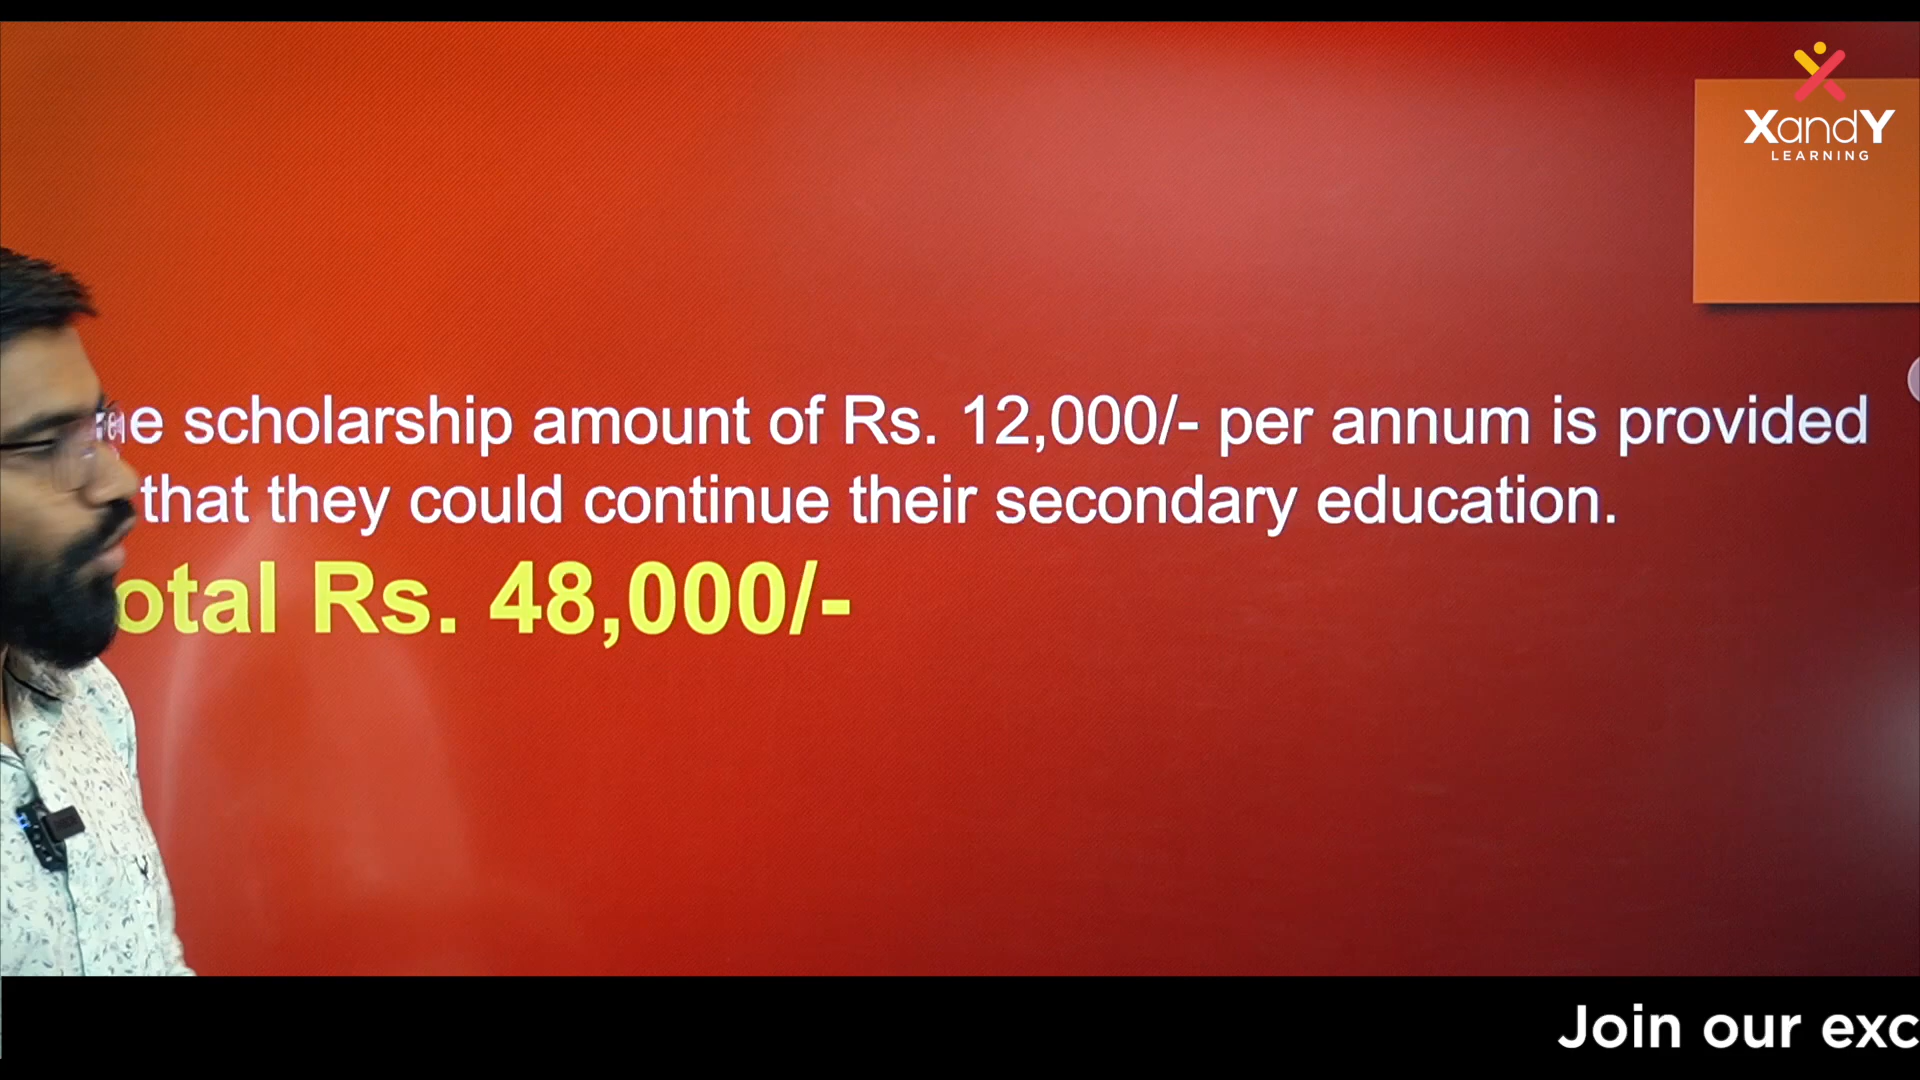 XandY
LEARNING
scholarship amount of Rs. 12,000/- per annum is provided
that they could continue their secondary education.
otal Rs. 48,000/-
Join our exc